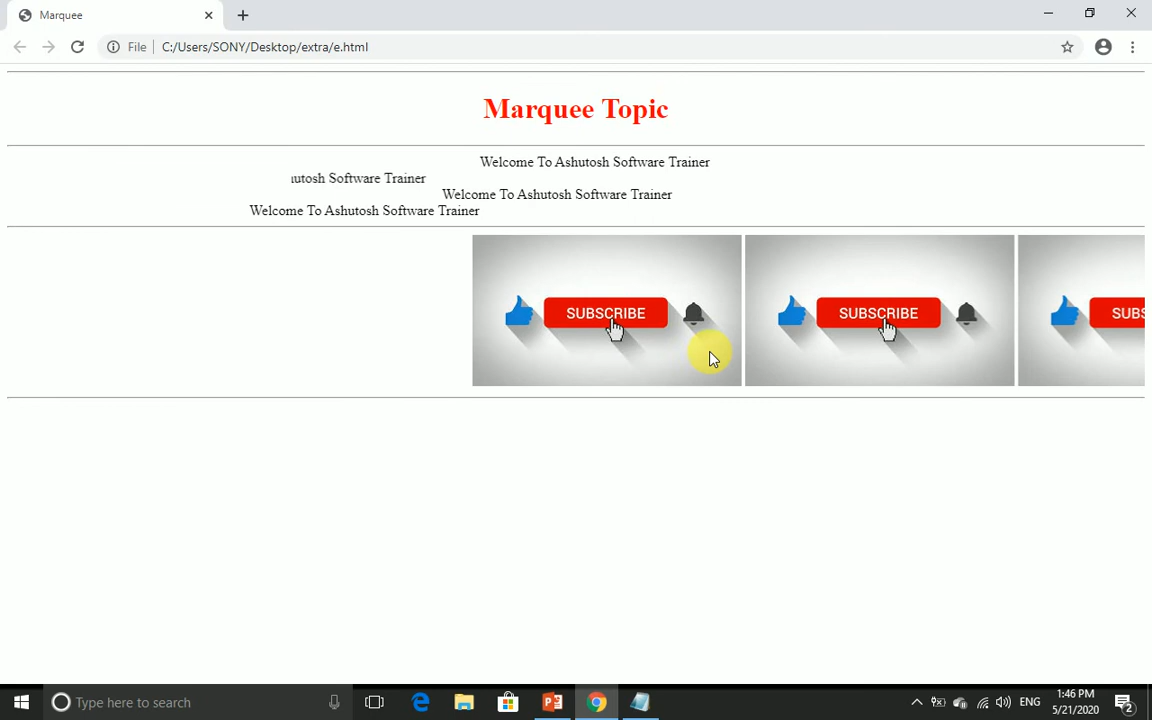 Marquee
File
C:/Users/SONY/Desktop/extra/e.html
Marquee Topic
Welcome To Ashutosh Software Trainer
utosh Software Trainer
Welcome To Ashutosh Software Trainer
Welcome To Ashutosh Software Trainer
SUBSCRIBE
SUBSCRIBE
SUBS
Type here to search
ENG
1:46 PM
5/21/2020
2